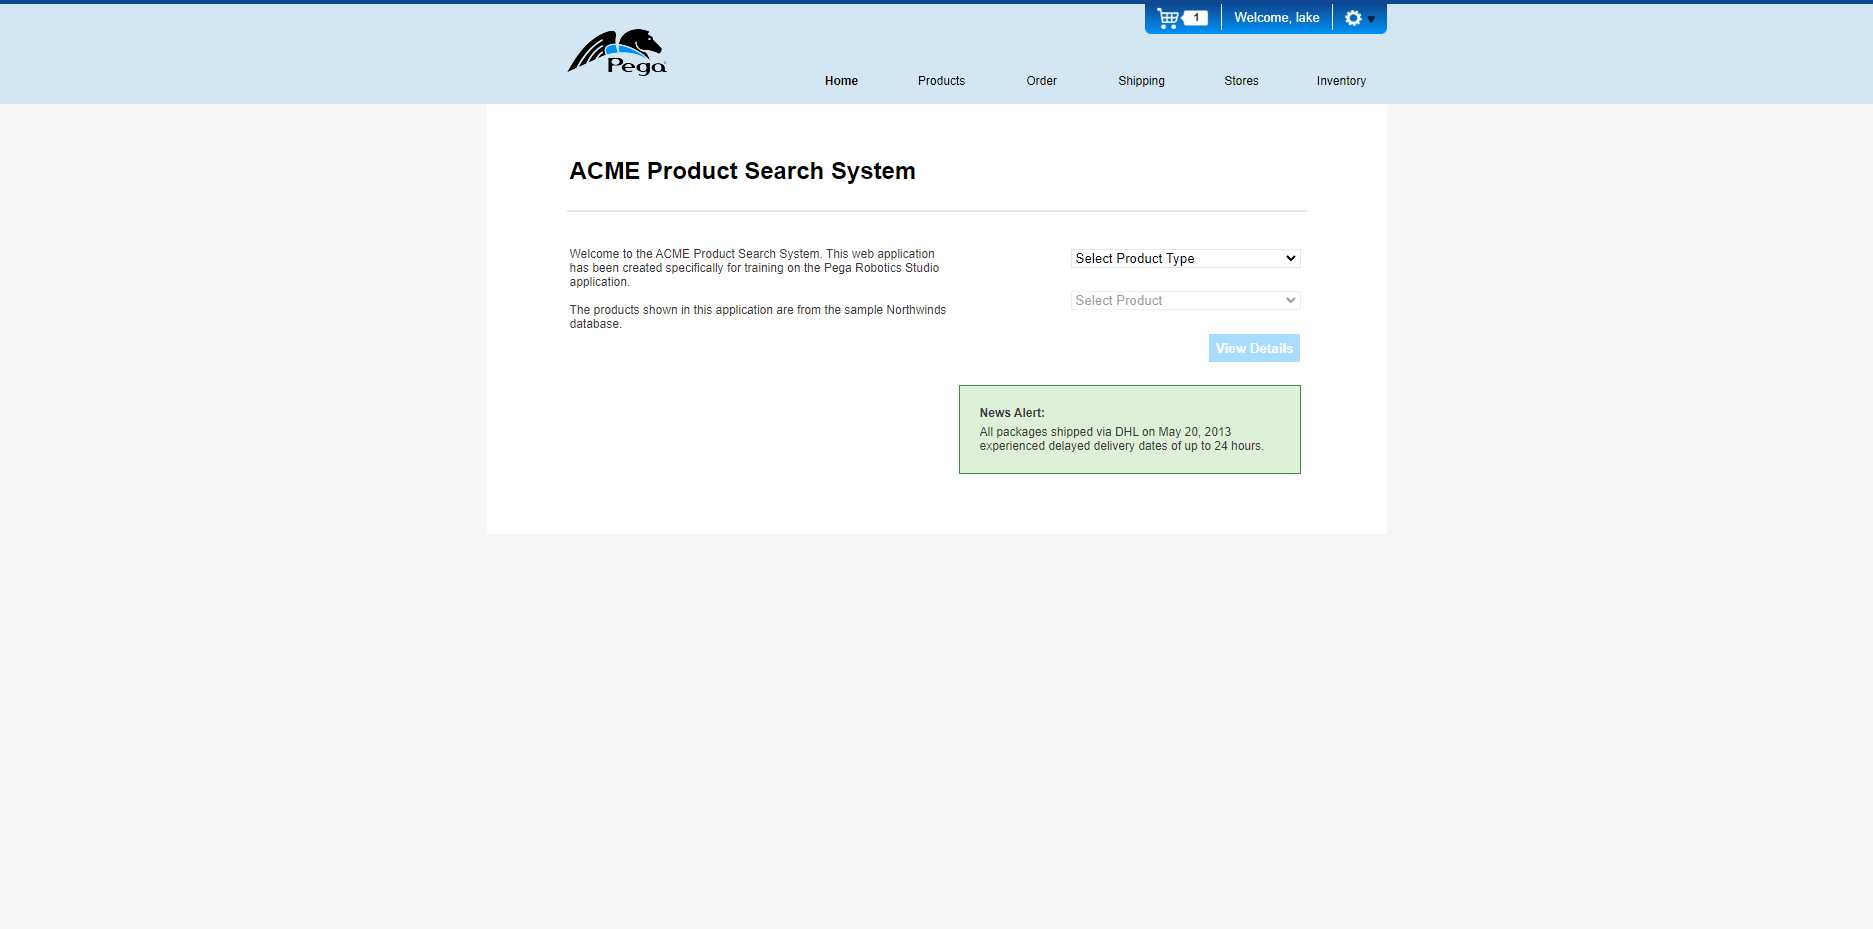 1
Welcome, lake
Pega
Home
Products
Order
Shipping
Stores
Inventory
ACME Product Search System
Welcome to the ACME Product Search System. This web application
has been created specifically for training on the Pega Robotics Studio
application.
The products shown in this application are from the sample Northwinds
database.
Select Product Type
Select Product
View Details
News Alert:
All packages shipped via DHL on May 20, 2013
experienced delayed delivery dates of up to 24 hours.